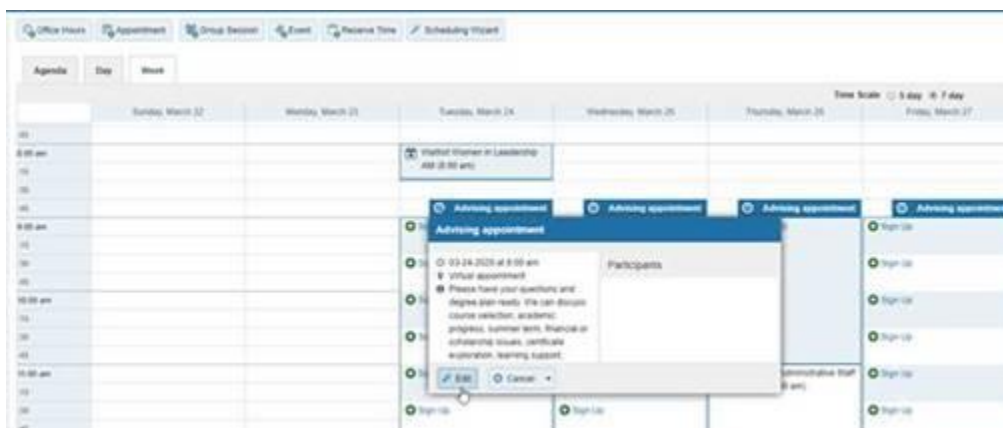 Office Hours Appointment Group Session Event Reserve Time Scheduling Wizard
Agenda Day Week
Time Scale 5 day 7 day
Sunday, March 22 Monday, March 23 Tuesday, March 24 Wednesday, March 25 Thursday, March 26 Friday, March 27
8:00 am
Women in Leadership
AM (8:00 am)
Advising appointment Advising appointment Advising appointment Advising appointment
9:00 am
Sign Up
Advising appointment
03-24-2020 at 9:00 am
Participants
Virtual appointment
Please have your questions and
degree plan ready. We can discuss
course selection, academic
progress, summer term, financial or
scholarship issues, certificate
exploration, learning support,
Sign Up
10:00 am
Sign Up
Sign Up
11:00 am
Edit Cancel
Administrative Staff
am)
Sign Up
Sign Up Sign Up Sign Up